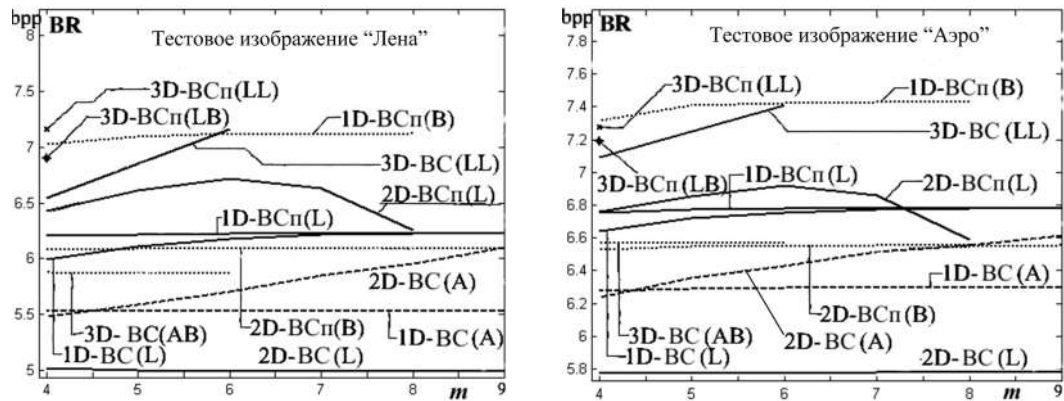 bpp BR
Тестовое изображение “Лена”
8
7.5
7
6.5
6
5.5
5
3D-ВСп(LL)
3D-ВСп(LB)
1D-ВСп(B)
3D-ВС(LL)
2D-ВСп(L)
1D-ВСп(L)
2D-ВС(A)
3D-ВС(AB)
2D-ВСп(B)
1D-ВС(A)
1D-ВС(L)
2D-ВС(L)
4 5 6 7 8 9
m
bpp BR
Тестовое изображение “Аэро”
7.8
7.6
7.4
7.2
7
6.8
6.6
6.4
6.2
6
5.8
3D-ВСп(LL)
1D-ВСп(B)
3D-ВС(LL)
3D-ВСп(LB)
1D-ВСп(L)
2D-ВСп(L)
1D-ВС(A)
3D-ВС(AB)
2D-ВСп(B)
1D-ВС(L)
2D-ВС(A)
2D-ВС(L)
4 5 6 7 8 9
m